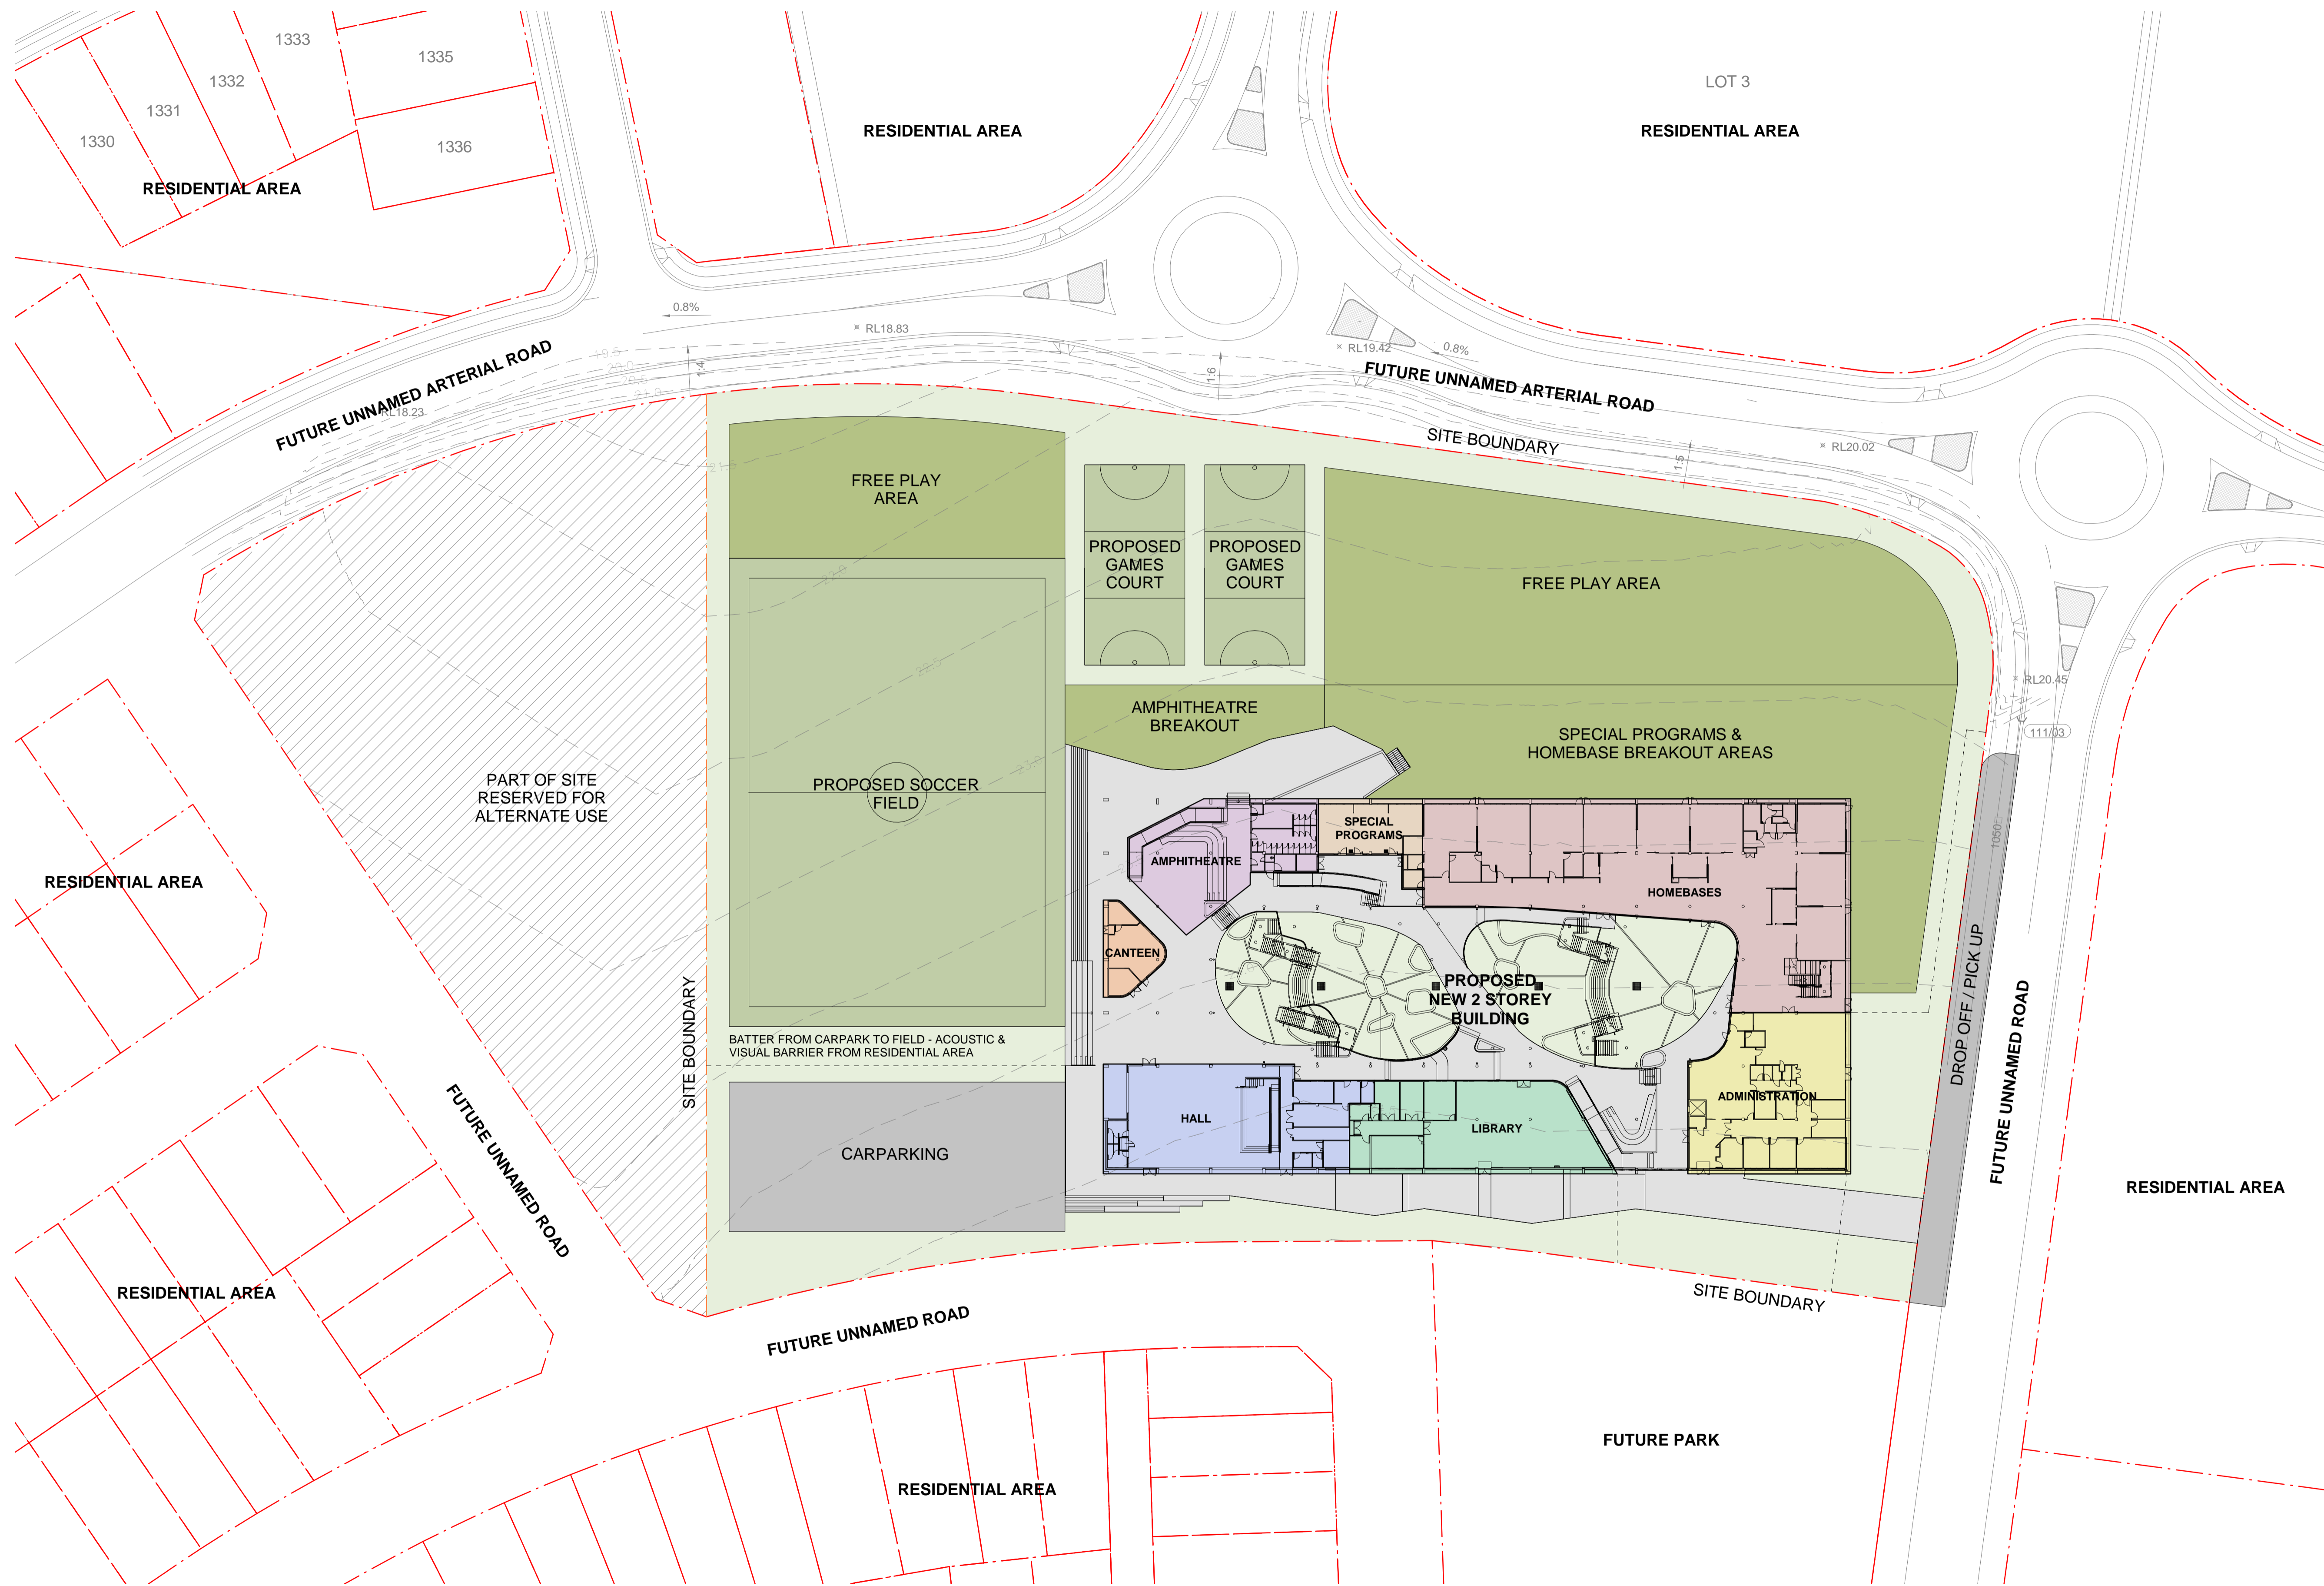 1333
1335
1332
1331
1330
1336
RESIDENTIAL AREA
RESIDENTIAL AREA
LOT 3
RESIDENTIAL AREA
0.8%
RL18.83
RL19.42
0.8%
FUTURE UNNAMED ARTERIAL ROAD
RL18.23
1:4
1:6
FUTURE UNNAMED ARTERIAL ROAD
SITE BOUNDARY
RL20.02
1:5
FREE PLAY
AREA
PROPOSED
GAMES
COURT
PROPOSED
GAMES
COURT
FREE PLAY AREA
RL20.45
111/03
AMPHITHEATRE
BREAKOUT
SPECIAL PROGRAMS &
HOMEBASE BREAKOUT AREAS
PART OF SITE
RESERVED FOR
ALTERNATE USE
PROPOSED SOCCER
FIELD
22.5
23.0
SPECIAL
PROGRAMS
AMPHITHEATRE
HOMEBASES
1050
RESIDENTIAL AREA
CANTEEN
PROPOSED
NEW 2 STOREY
BUILDING
SITE BOUNDARY
BATTER FROM CARPARK TO FIELD - ACOUSTIC &
VISUAL BARRIER FROM RESIDENTIAL AREA
DROP OFF / PICK UP
FUTURE UNNAMED ROAD
HALL
LIBRARY
ADMINISTRATION
CARPARKING
FUTURE UNNAMED ROAD
RESIDENTIAL AREA
RESIDENTIAL AREA
SITE BOUNDARY
FUTURE UNNAMED ROAD
FUTURE PARK
RESIDENTIAL AREA